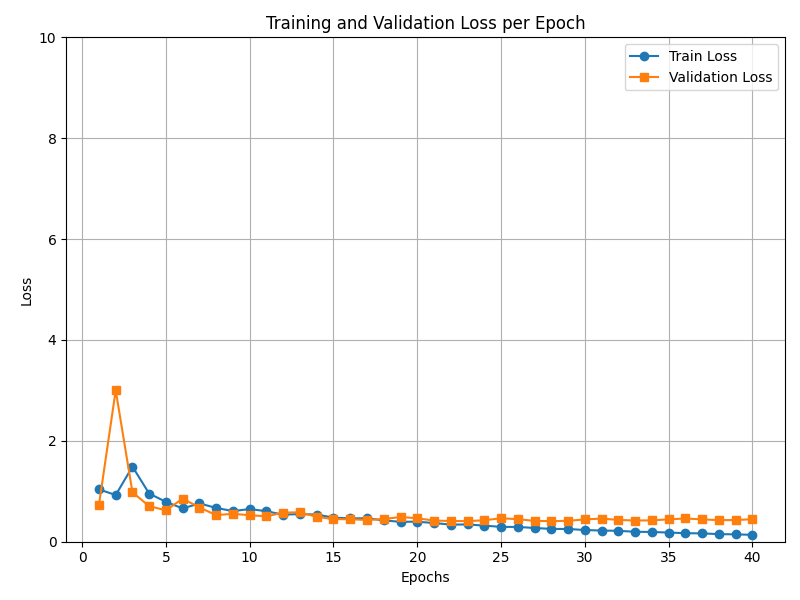 Training and Validation Loss per Epoch
Train Loss
Validation Loss
Loss
10
8
6
4
2
0
0 5 10 15 20 25 30 35 40
Epochs